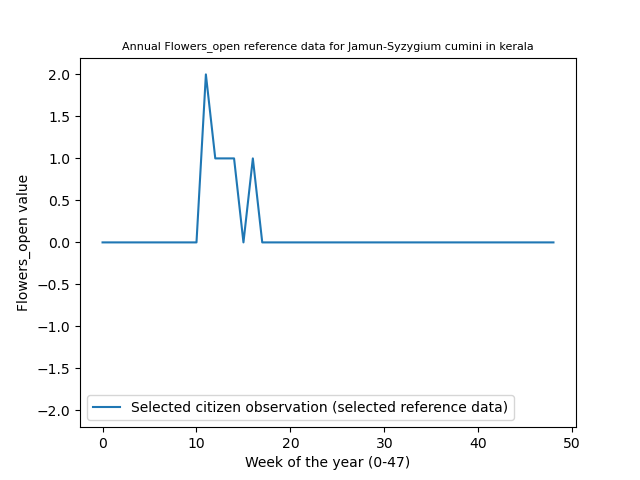 Annual Flowers_open reference data for Jamun-Syzygium cumini in kerala
2.0
1.5
1.0
0.5
0.0
−0.5
−1.0
−1.5
−2.0
Flowers_open value
Selected citizen observation (selected reference data)
0 10 20 30 40 50
Week of the year (0-47)